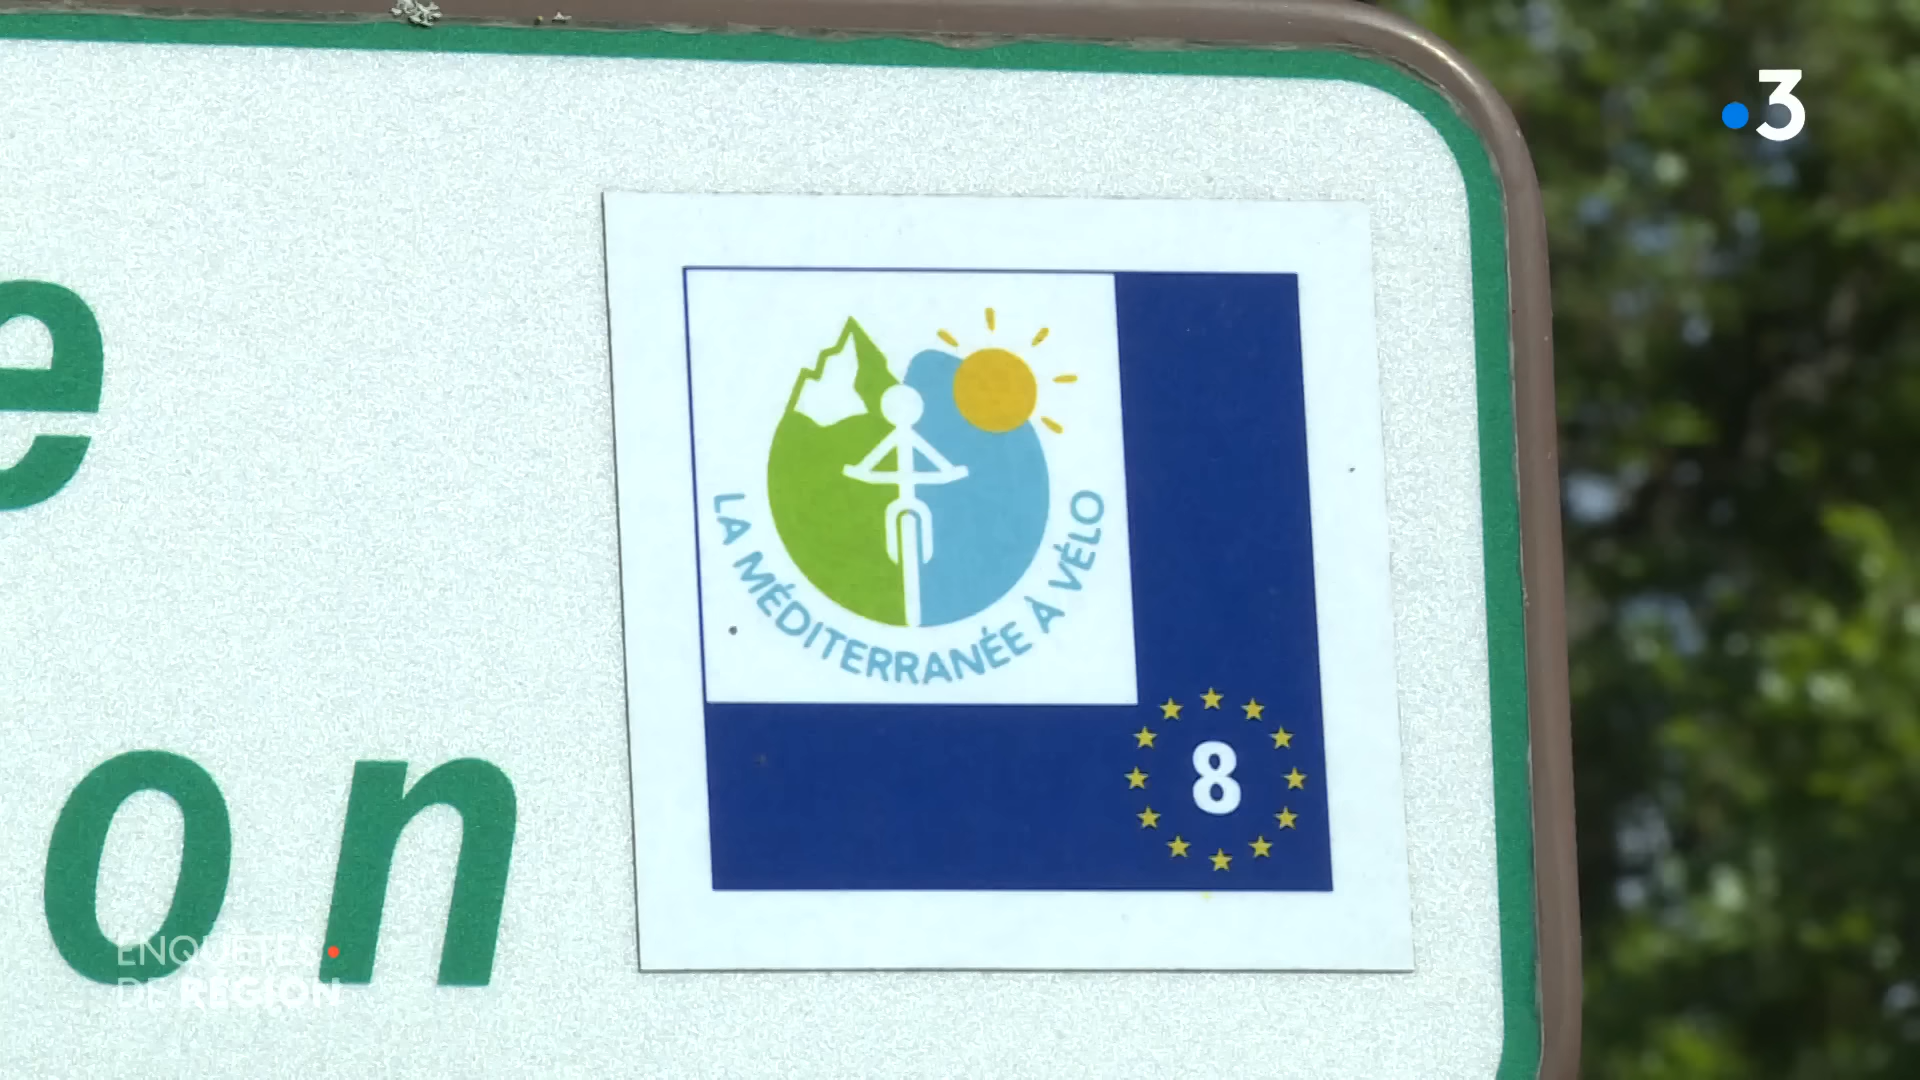 3
e
LA MÉDITERRANÉE À VÉLO
8
on
ENQUÊTES
DE RÉGION